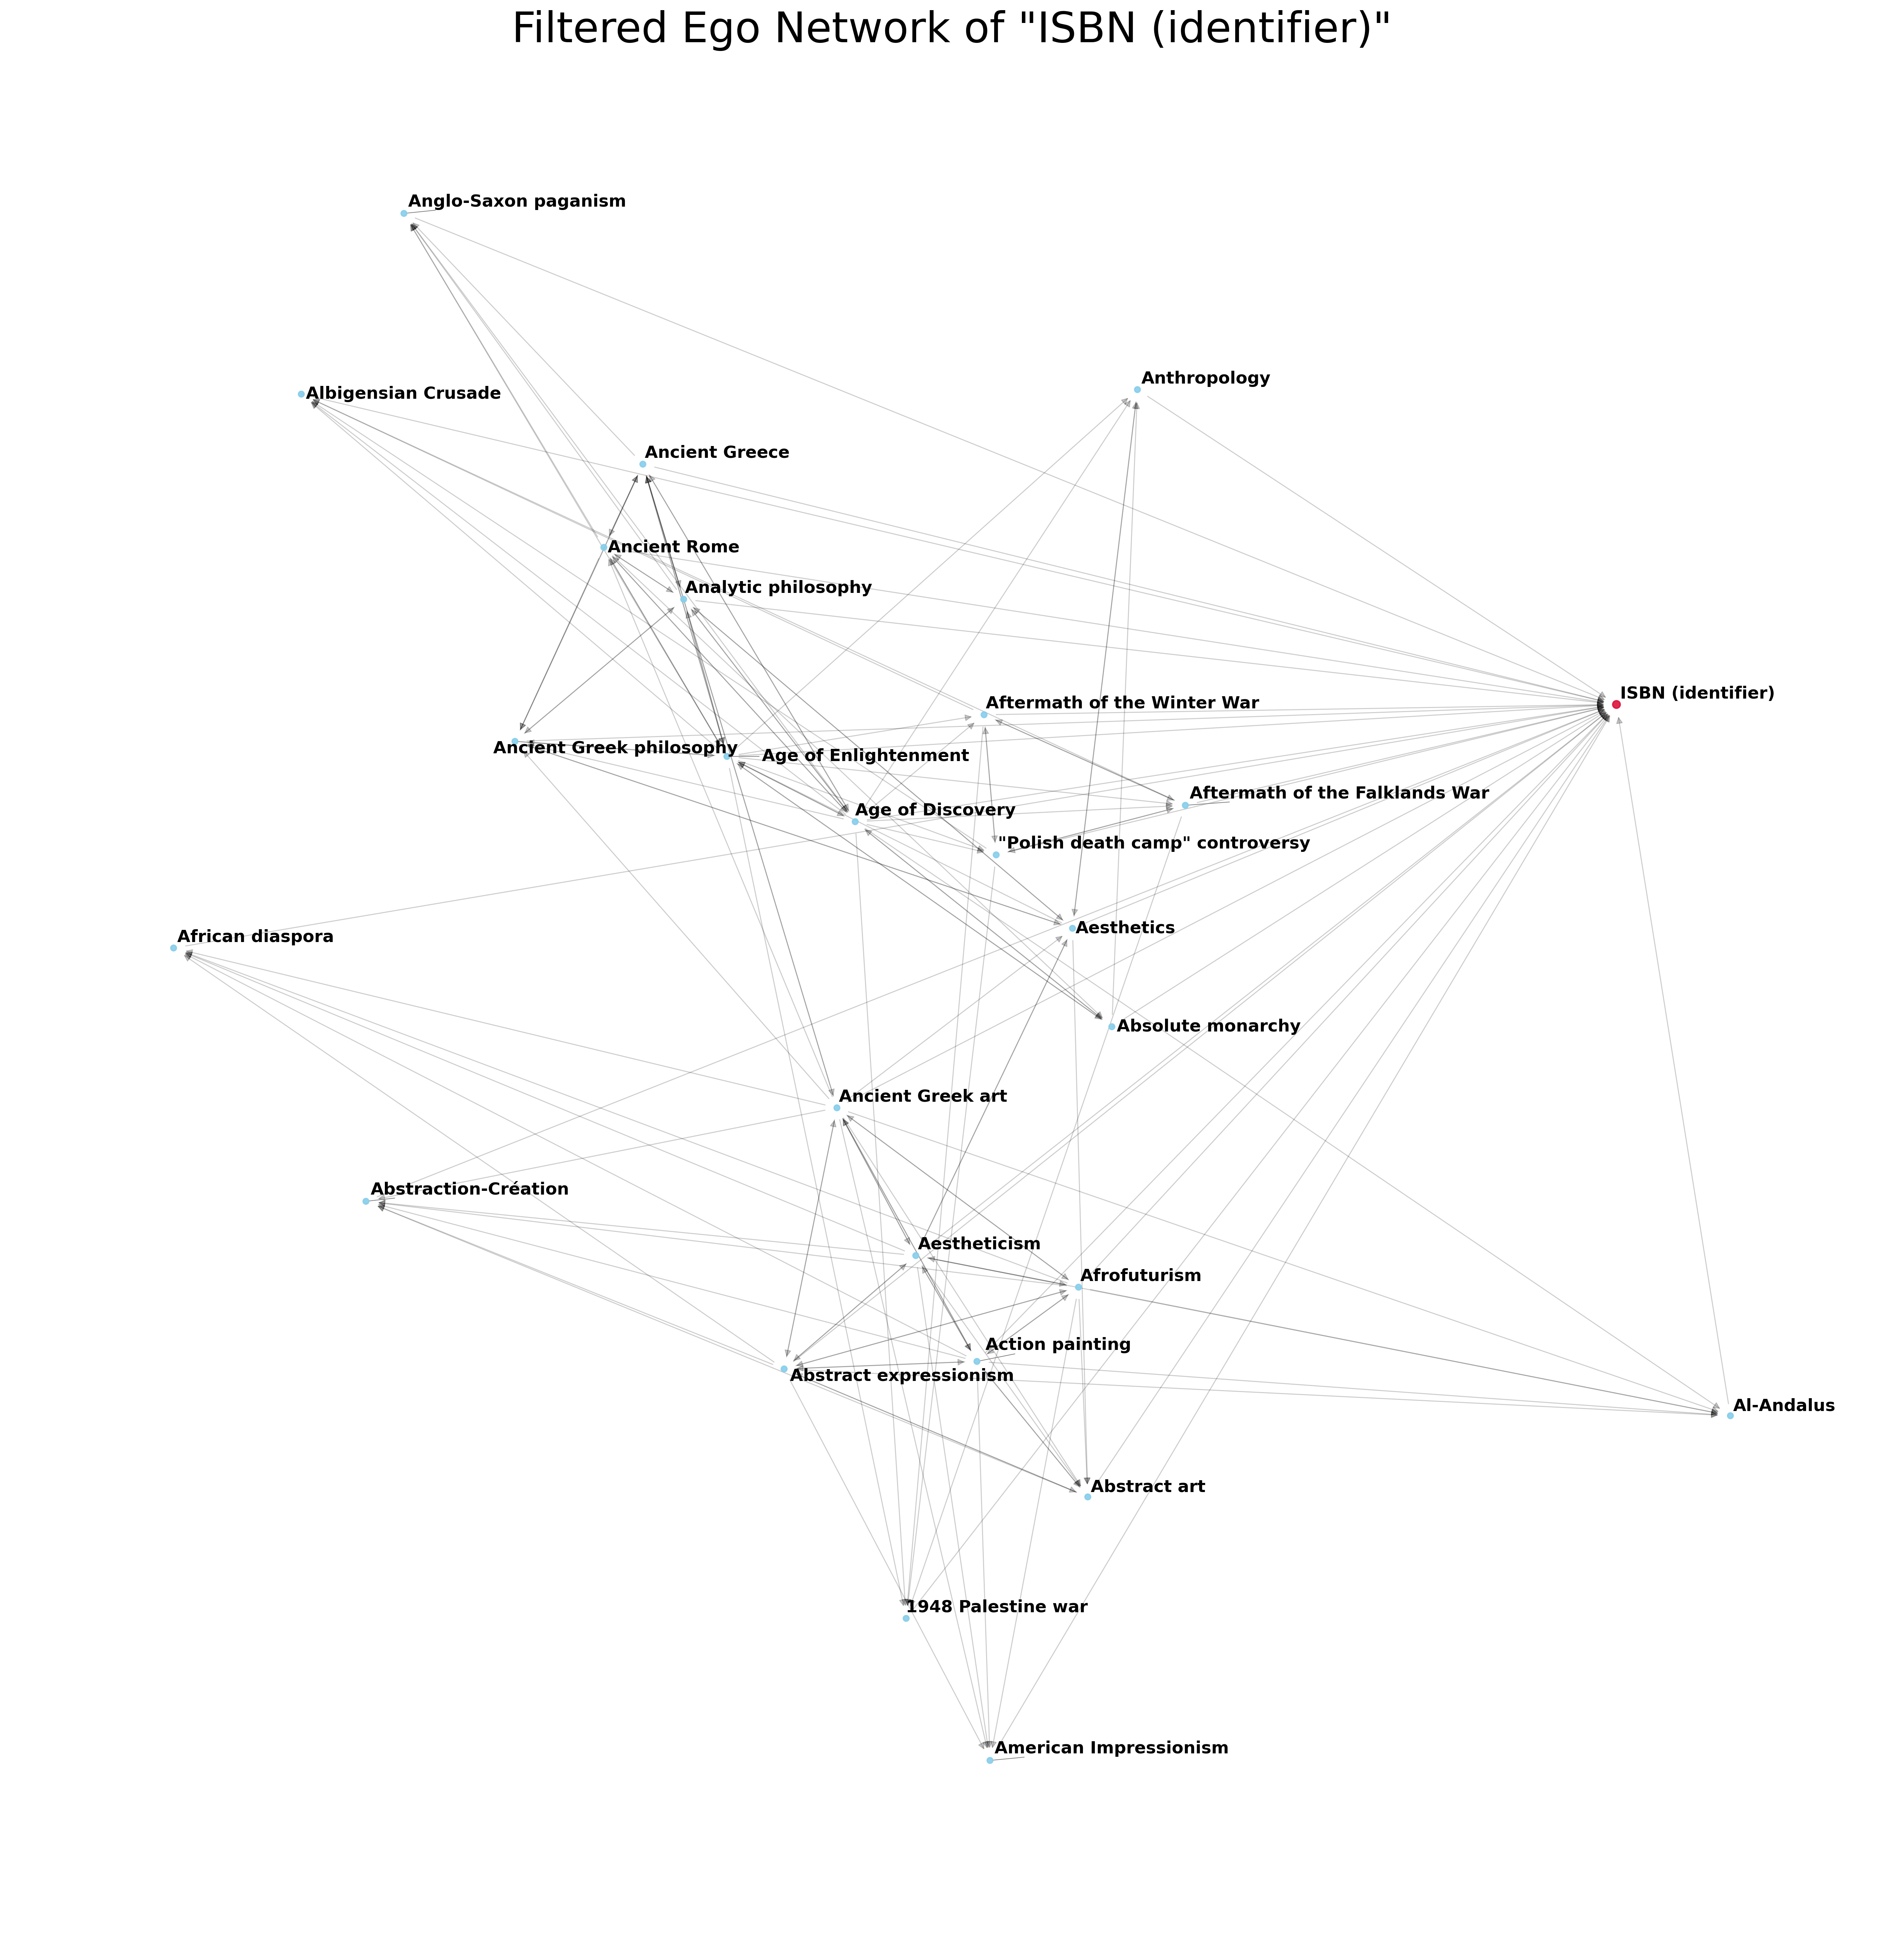 Filtered Ego Network of "ISBN (identifier)"
Anglo-Saxon paganism
Anthropology
Albigensian Crusade
Ancient Greece
Ancient Rome
Analytic philosophy
ISBN (identifier)
Aftermath of the Winter War
Ancient Greek philosophy
Age of Enlightenment
Aftermath of the Falklands War
Age of Discovery
"Polish death camp" controversy
Aesthetics
African diaspora
Absolute monarchy
Ancient Greek art
Abstraction-Création
Aestheticism
Afrofuturism
Action painting
Abstract expressionism
Al-Andalus
Abstract art
1948 Palestine war
American Impressionism